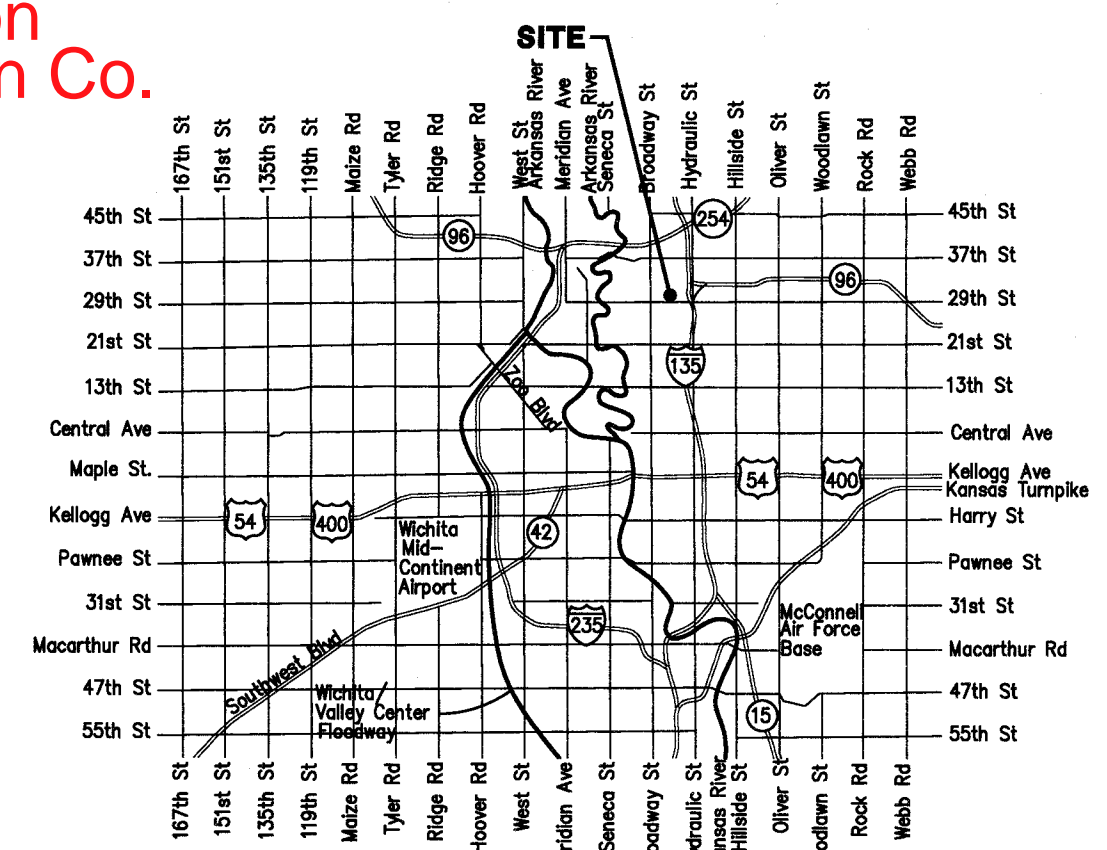 on
n Co.
SITE
167th St
151st St
135th St
119th St
Maize Rd
Tyler Rd
Ridge Rd
Hoover Rd
West St
Arkansas River
Meridian Ave
Arkansas River
Seneca St
Broadway St
Hydraulic St
Hillside St
Oliver St
Woodlawn St
Rock Rd
Webb Rd
45th St
254
45th St
96
37th St
37th St
96
29th St
29th St
21st St
21st St
135
13th St
13th St
Zoo Blvd
Central Ave
Central Ave
Maple St.
54
400
Kellogg Ave
Kansas Turnpike
Kellogg Ave
54
400
Harry St
Wichita
Mid-
Continent
Airport
42
Pawnee St
Pawnee St
31st St
31st St
235
McConnell
Air Force
Base
Macarthur Rd
Macarthur Rd
Southwest Blvd
47th St
47th St
Wichita/
Valley Center
Floodway
15
55th St
55th St
167th St
151st St
135th St
119th St
Maize Rd
Tyler Rd
Ridge Rd
Hoover Rd
West St
ridian Ave
Seneca St
oadway St
draulic St
nsas River
Hillside St
Oliver St
odlawn St
Rock Rd
Webb Rd